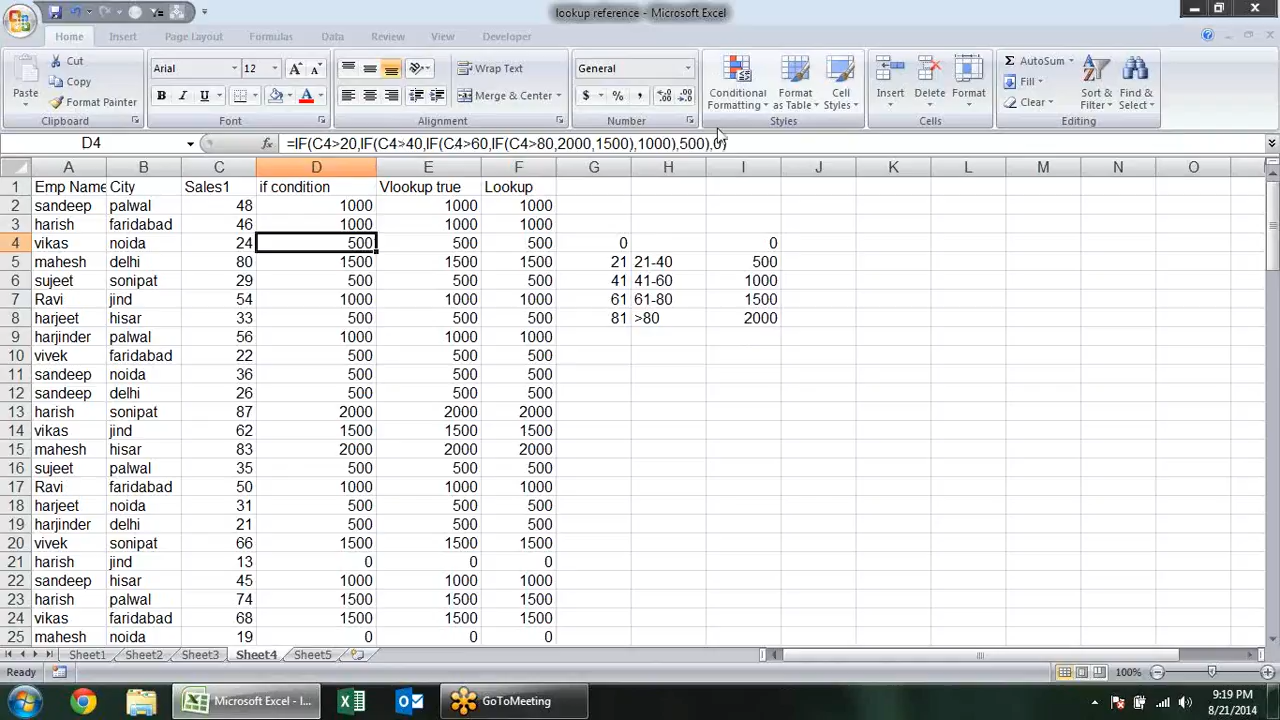 lookup reference - Microsoft Excel
Home Insert Page Layout Formulas Data Review View Developer
Paste Cut Copy Format Painter Clipboard
Arial 12 B I U A Font
Wrap Text Merge & Center Alignment
General $ % , Number
Conditional Formatting Format as Table Cell Styles Styles
Insert Delete Format Cells
Σ AutoSum Fill Clear Sort & Filter Find & Select Editing
D4 fx =IF(C4>20,IF(C4>40,IF(C4>60,IF(C4>80,2000,1500),1000),500),0)
A B C D E F G H I J K L M N O
1 Emp Name City Sales1 if condition Vlookup true Lookup
2 sandeep palwal 48 1000 1000 1000
3 harish faridabad 46 1000 1000 1000
4 vikas noida 24 500 500 500 0 0
5 mahesh delhi 80 1500 1500 1500 21 21-40 500
6 sujeet sonipat 29 500 500 500 41 41-60 1000
7 Ravi jind 54 1000 1000 1000 61 61-80 1500
8 harjeet hisar 33 500 500 500 81 >80 2000
9 harjinder palwal 56 1000 1000 1000
10 vivek faridabad 22 500 500 500
11 sandeep noida 36 500 500 500
12 sandeep delhi 26 500 500 500
13 harish sonipat 87 2000 2000 2000
14 vikas jind 62 1500 1500 1500
15 mahesh hisar 83 2000 2000 2000
16 sujeet palwal 35 500 500 500
17 Ravi faridabad 50 1000 1000 1000
18 harjeet noida 31 500 500 500
19 harjinder delhi 21 500 500 500
20 vivek sonipat 66 1500 1500 1500
21 harish jind 13 0 0 0
22 sandeep hisar 45 1000 1000 1000
23 harish palwal 74 1500 1500 1500
24 vikas faridabad 68 1500 1500 1500
25 mahesh noida 19 0 0 0
Sheet1 Sheet2 Sheet3 Sheet4 Sheet5
Ready 100%
Microsoft Excel - l... GoToMeeting 9:19 PM
8/21/2014